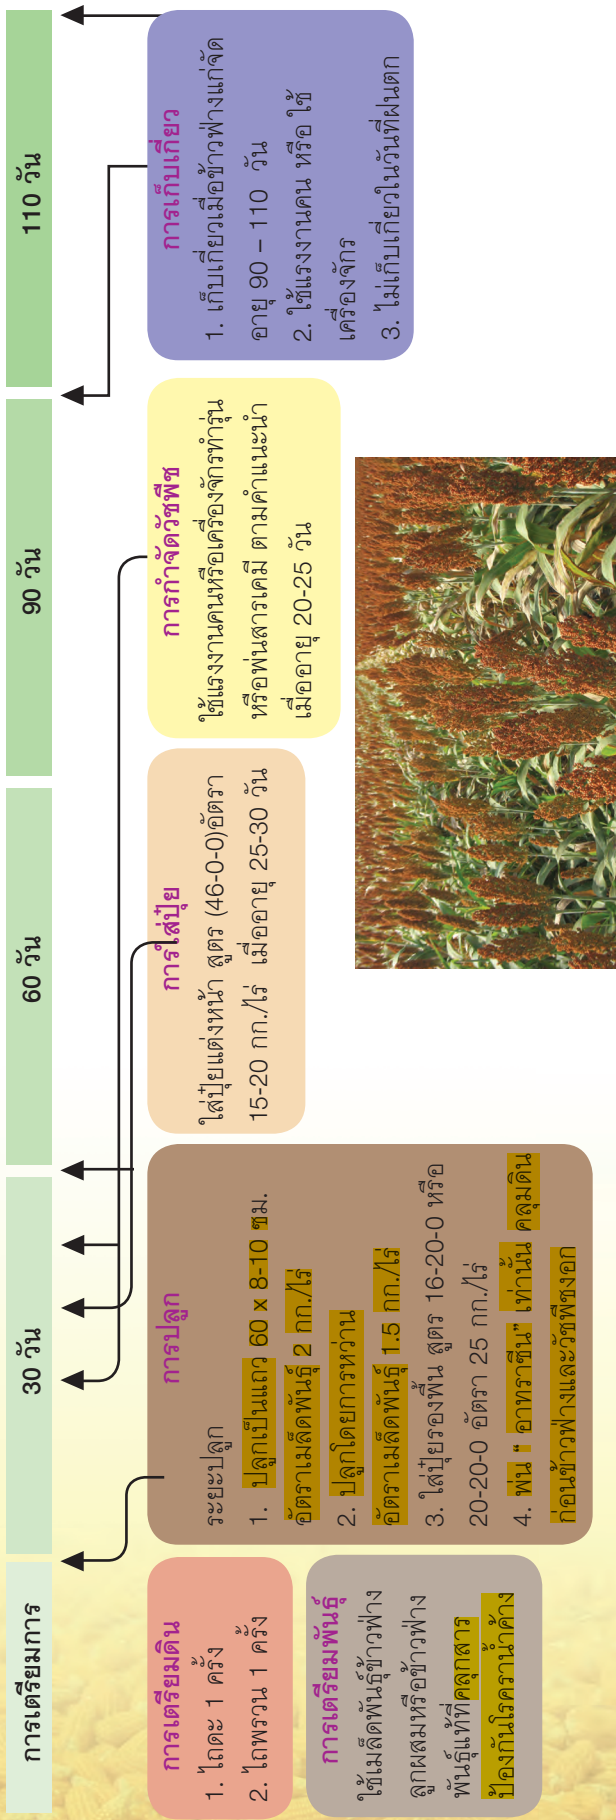 การเตรียมการ
30 วัน
60 วัน
90 วัน
110 วัน
การเตรียมดิน
1. ไถดะ 1 ครั้ง
2. ไถพรวน 1 ครั้ง
การเตรียมพันธุ์
ใช้เมล็ดพันธุ์ข้าวฟ่าง
ลูกผสมหรือข้าวฟ่าง
พันธุ์แท้ที่คลุกสาร
ป้องกันโรคราน้ำค้าง
การปลูก
ระยะปลูก
1. ปลูกเป็นแถว 60 x 8-10 ซม.
อัตราเมล็ดพันธุ์ 2 กก./ไร่
2. ปลูกโดยการหว่าน
อัตราเมล็ดพันธุ์ 1.5 กก./ไร่
3. ใส่ปุ๋ยรองพื้น สูตร 16-20-0 หรือ
20-20-0 อัตรา 25 กก./ไร่
4. พ่น “ อาทราซีน” เท่านั้น คลุมดิน
ก่อนข้าวฟ่างและวัชพืชงอก
การใส่ปุ๋ย
ใส่ปุ๋ยแต่งหน้า สูตร (46-0-0)อัตรา
15-20 กก./ไร่ เมื่ออายุ 25-30 วัน
การกำจัดวัชพืช
ใช้แรงงานคนหรือเครื่องจักรทำรุ่น
หรือพ่นสารเคมี ตามคำแนะนำ
เมื่ออายุ 20-25 วัน
การเก็บเกี่ยว
1. เก็บเกี่ยวเมื่อข้าวฟ่างแก่จัด
อายุ 90 – 110 วัน
2. ใช้แรงงานคน หรือ ใช้
เครื่องจักร
3. ไม่เก็บเกี่ยวในวันที่ฝนตก